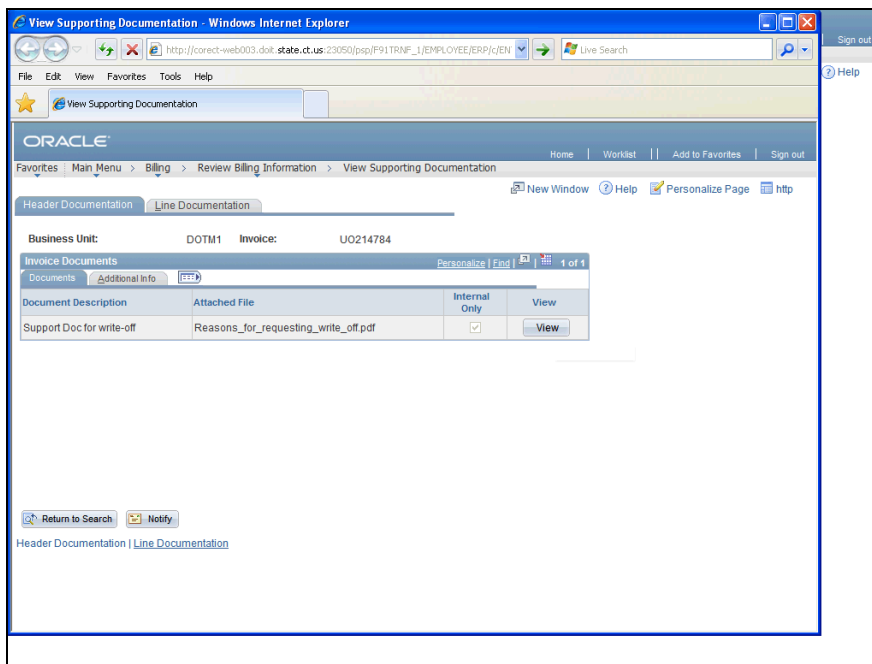 View Supporting Documentation - Windows Internet Explorer
http://corect-web003.doit.state.ct.us:23050/psp/F91TRNF_1/EMPLOYEE/ERP/c/EN
Live Search
Sign out
File Edit View Favorites Tools Help
Help
View Supporting Documentation
ORACLE
Home | Worklist | | Add to Favorites | Sign out
Favorites Main Menu > Billing > Review Billing Information > View Supporting Documentation
New Window Help Personalize Page http
Header Documentation Line Documentation
Business Unit: DOTM1 Invoice: UO214784
Invoice Documents Personalize | Find | | 1 of 1
Documents Additional Info
Document Description Attached File Internal Only View
Support Doc for write-off Reasons_for_requesting_write_off.pdf View
Return to Search Notify
Header Documentation | Line Documentation